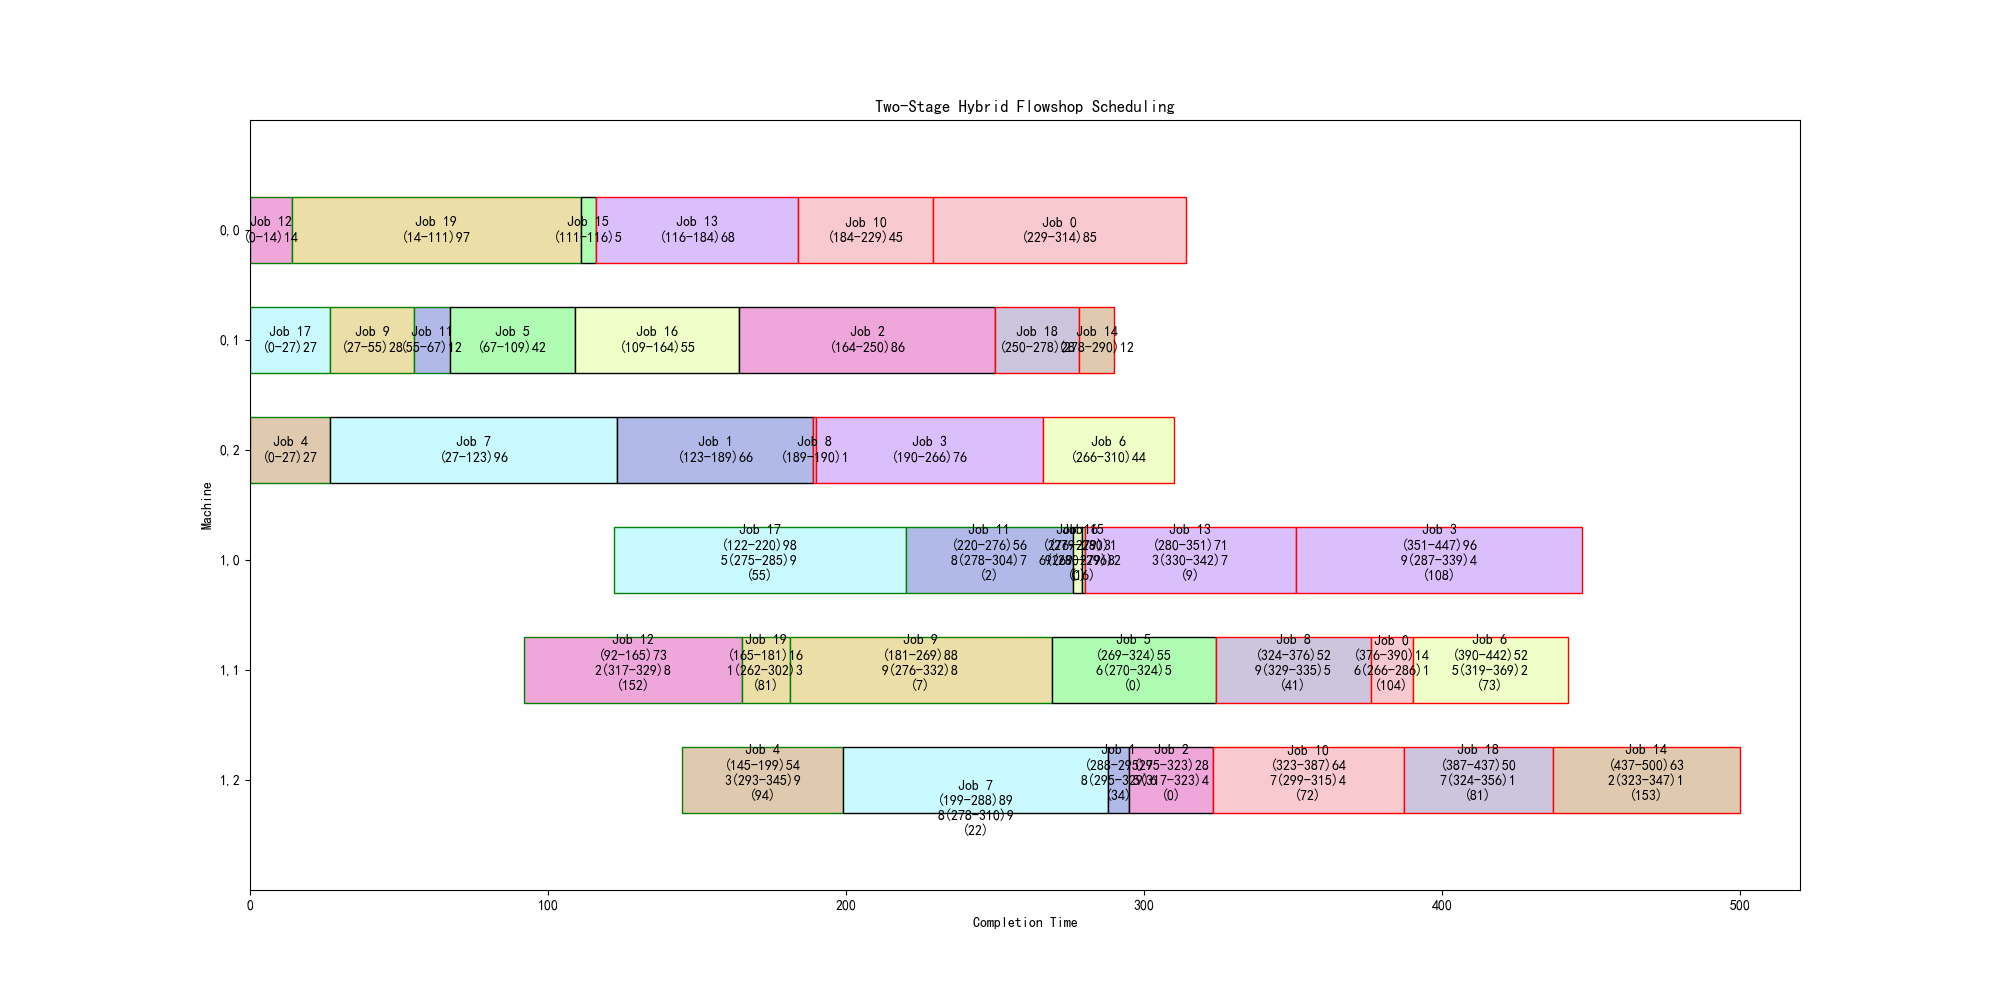 Two-Stage Hybrid Flowshop Scheduling
0,0
Job 12
(0-14)14
Job 19
(14-111)97
Job 15
(111-116)5
Job 13
(116-184)68
Job 10
(184-229)45
Job 0
(229-314)85
0,1
Job 17
(0-27)27
Job 9
(27-55)28
Job 11
(55-67)12
Job 5
(67-109)42
Job 16
(109-164)55
Job 2
(164-250)86
Job 18
(250-278)28
Job 14
(278-290)12
0,2
Job 4
(0-27)27
Job 7
(27-123)96
Job 1
(123-189)66
Job 8
(189-190)1
Job 3
(190-266)76
Job 6
(266-310)44
Machine
1,0
Job 17
(122-220)98
5(275-285)9
(55)
Job 11
(220-276)56
8(278-304)7
(2)
Job 16
Job 15
Job 13
(280-351)71
3(330-342)7
(9)
Job 3
(351-447)96
9(287-339)4
(108)
1,1
Job 12
(92-165)73
2(317-329)8
(152)
Job 19
(165-181)16
1(262-302)3
(81)
Job 9
(181-269)88
9(276-332)8
(7)
Job 5
(269-324)55
6(270-324)5
(0)
Job 8
(324-376)52
9(329-335)5
(41)
Job 0
(376-390)14
6(266-286)1
(104)
Job 6
(390-442)52
5(319-369)2
(73)
1,2
Job 4
(145-199)54
3(293-345)9
(94)
Job 7
(199-288)89
8(278-310)9
(22)
Job 1
(288-295)7
(34)
Job 2
(295-323)28
(317-323)4
(0)
Job 10
(323-387)64
7(299-315)4
(72)
Job 18
(387-437)50
7(324-356)1
(81)
Job 14
(437-500)63
2(323-347)1
(153)
0
100
200
300
400
500
Completion Time